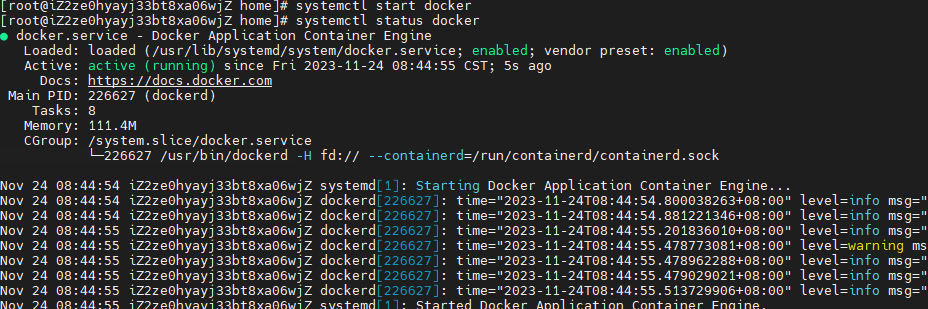 [root@iZ2ze0hyayj33bt8xa06wjZ home]# systemctl start docker
[root@iZ2ze0hyayj33bt8xa06wjZ home]# systemctl status docker
● docker.service - Docker Application Container Engine
Loaded: loaded (/usr/lib/systemd/system/docker.service; enabled; vendor preset: enabled)
Active: active (running) since Fri 2023-11-24 08:44:55 CST; 5s ago
Docs: https://docs.docker.com
Main PID: 226627 (dockerd)
Tasks: 8
Memory: 111.4M
CGroup: /system.slice/docker.service
└─226627 /usr/bin/dockerd -H fd:// --containerd=/run/containerd/containerd.sock
Nov 24 08:44:54 iZ2ze0hyayj33bt8xa06wjZ systemd[1]: Starting Docker Application Container Engine...
Nov 24 08:44:54 iZ2ze0hyayj33bt8xa06wjZ dockerd[226627]: time="2023-11-24T08:44:54.800038263+08:00" level=info msg="
Nov 24 08:44:54 iZ2ze0hyayj33bt8xa06wjZ dockerd[226627]: time="2023-11-24T08:44:54.881221346+08:00" level=info msg="
Nov 24 08:44:55 iZ2ze0hyayj33bt8xa06wjZ dockerd[226627]: time="2023-11-24T08:44:55.201836010+08:00" level=info msg="
Nov 24 08:44:55 iZ2ze0hyayj33bt8xa06wjZ dockerd[226627]: time="2023-11-24T08:44:55.478773081+08:00" level=warning ms
Nov 24 08:44:55 iZ2ze0hyayj33bt8xa06wjZ dockerd[226627]: time="2023-11-24T08:44:55.478962288+08:00" level=info msg="
Nov 24 08:44:55 iZ2ze0hyayj33bt8xa06wjZ dockerd[226627]: time="2023-11-24T08:44:55.479029021+08:00" level=info msg="
Nov 24 08:44:55 iZ2ze0hyayj33bt8xa06wjZ dockerd[226627]: time="2023-11-24T08:44:55.513729906+08:00" level=info msg="
Nov 24 08:44:55 iZ2ze0hyayj33bt8xa06wjZ systemd[1]: Started Docker Application Container Engine.